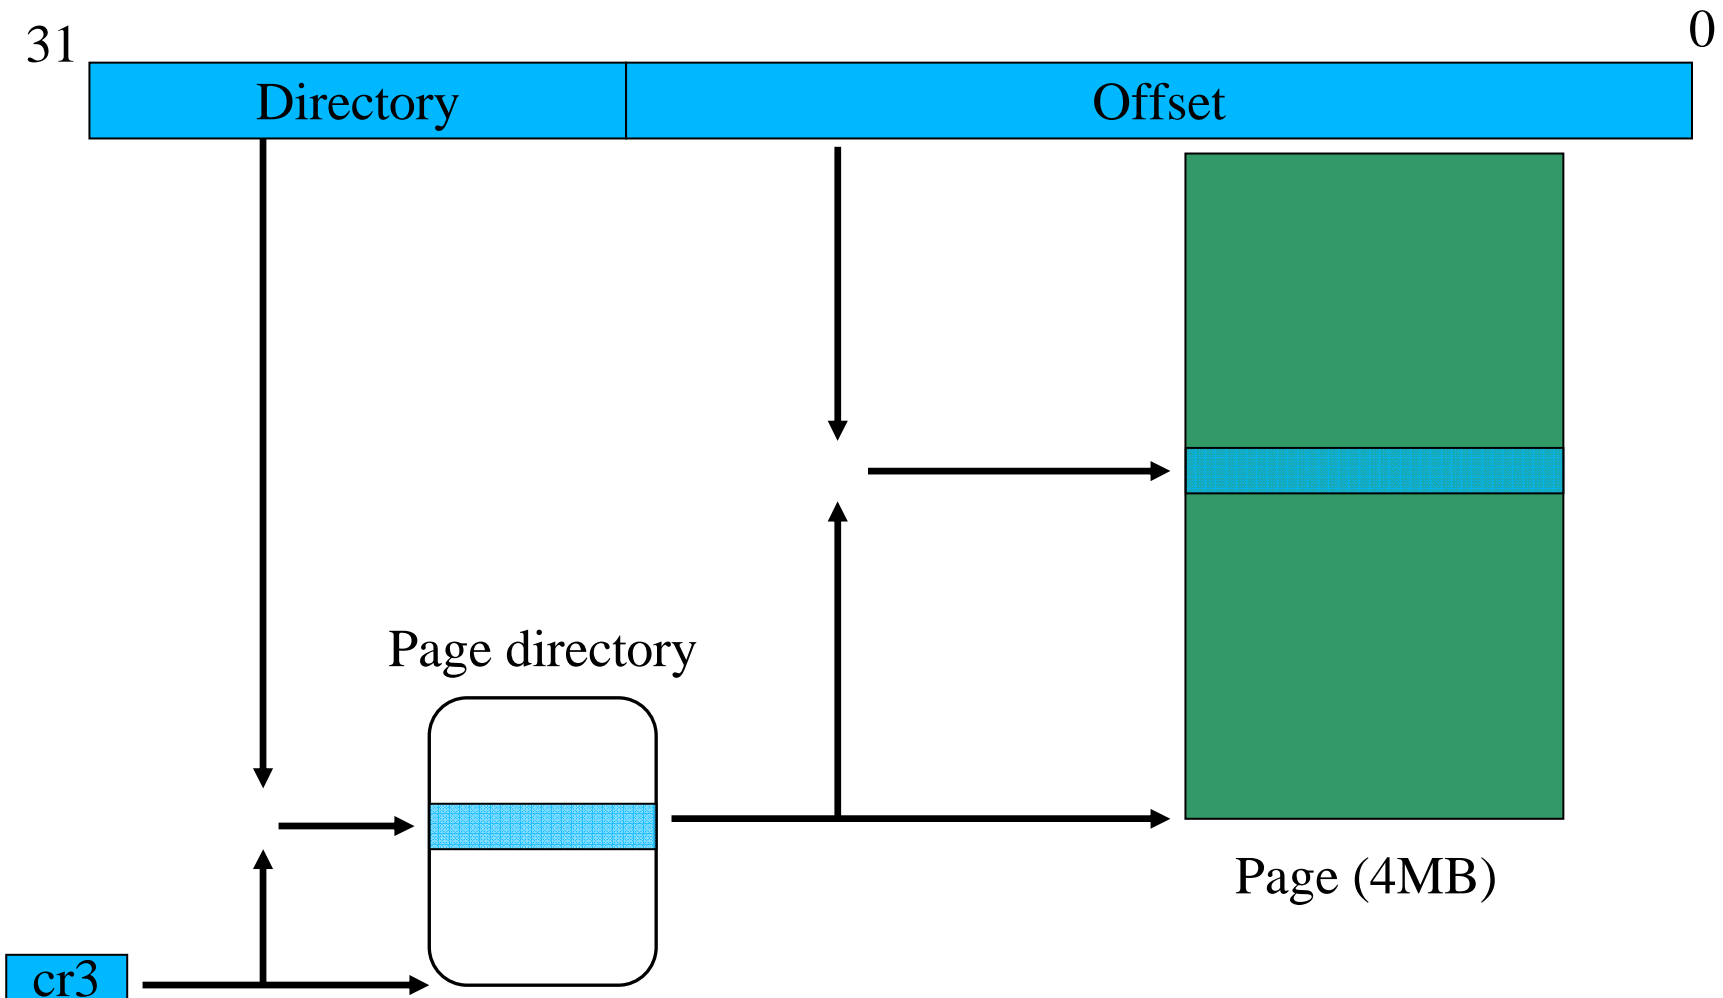 31
0
Directory
Offset
Page directory
Page (4MB)
cr3